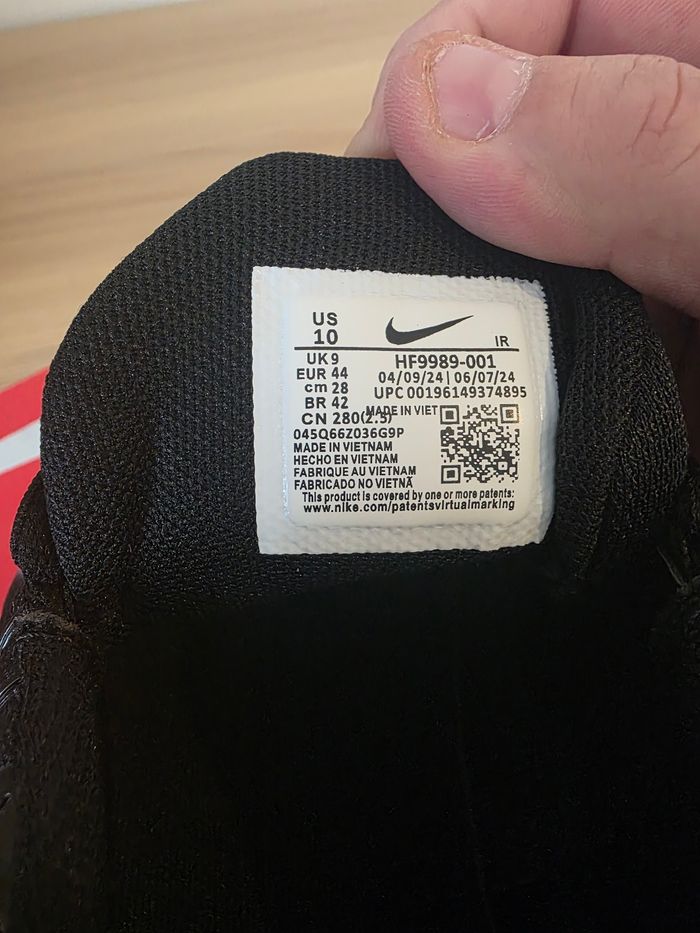 US
10
IR
UK 9
HF9989-001
EUR 44
04/09/24 | 06/07/24
cm 28
UPC 00196149374895
BR 42
MADE IN VIET
CN 280(2.5)
045Q66Z036G9P
MADE IN VIETNAM
HECHO EN VIETNAM
FABRIQUE AU VIETNAM
FABRICADO NO VIETNÃ
This product is covered by one or more patents:
www.nike.com/patentsvirtualmarking